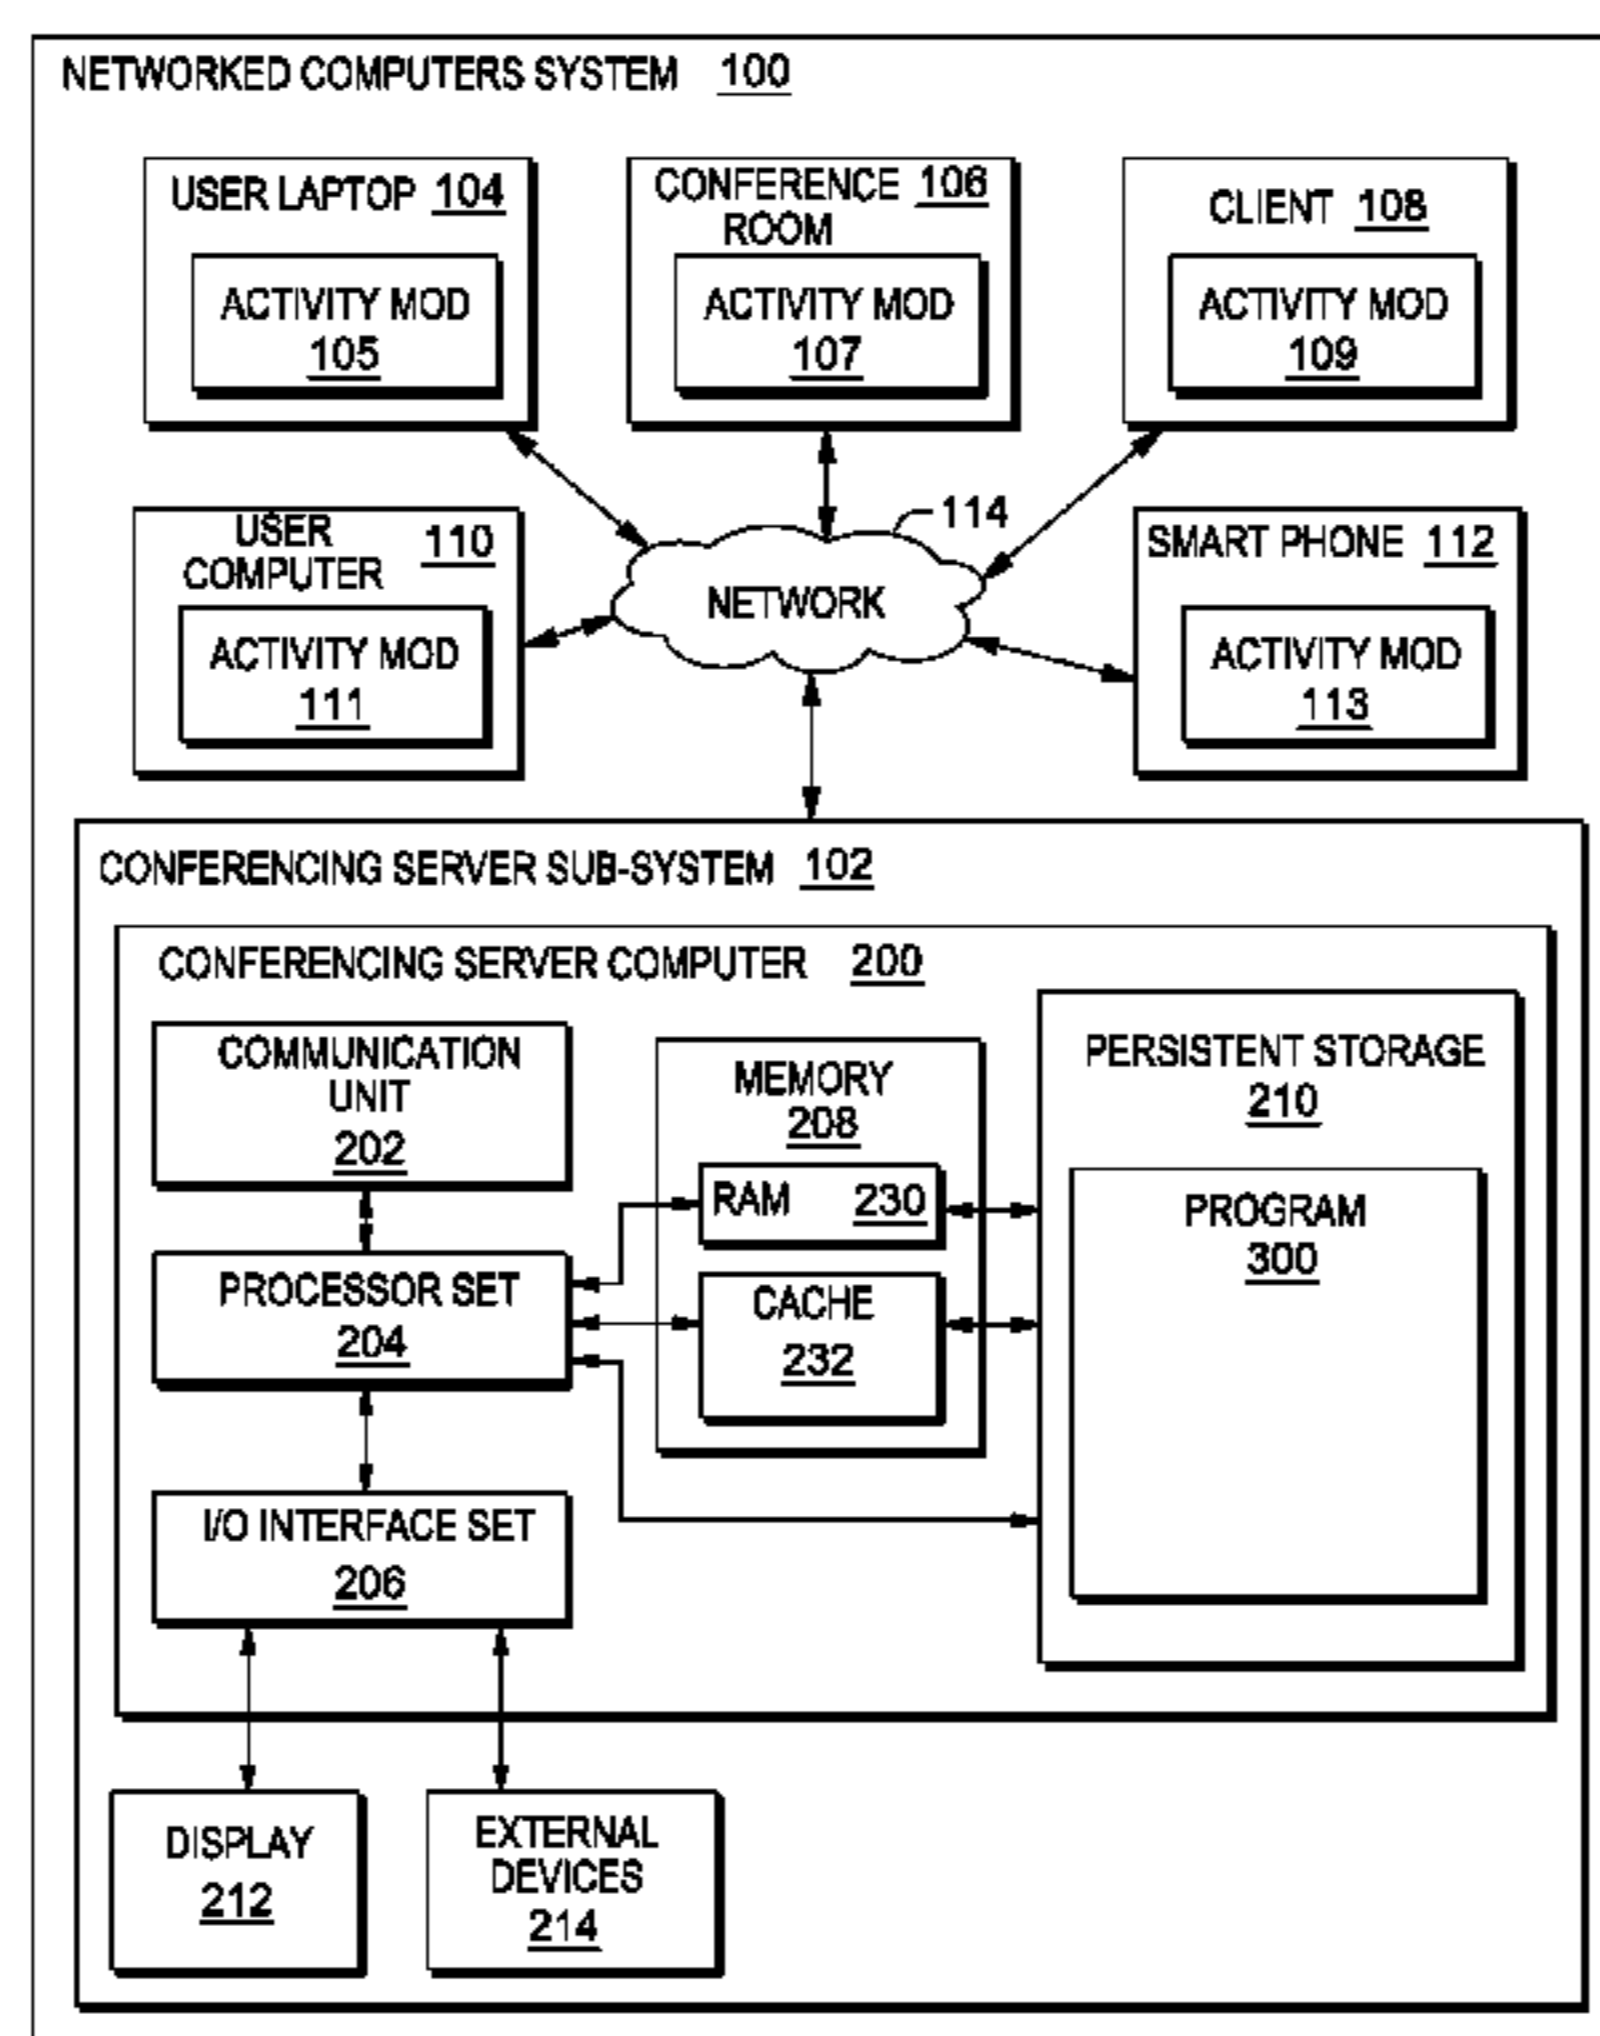 NETWORKED COMPUTERS SYSTEM 100
USER LAPTOP 104
ACTIVITY MOD
105
CONFERENCE 106
ROOM
ACTIVITY MOD
107
CLIENT 108
ACTIVITY MOD
109
USER
COMPUTER 110
ACTIVITY MOD
111
114
NETWORK
SMART PHONE 112
ACTIVITY MOD
113
CONFERENCING SERVER SUB-SYSTEM 102
CONFERENCING SERVER COMPUTER 200
COMMUNICATION
UNIT
202
PROCESSOR SET
204
I/O INTERFACE SET
206
MEMORY
208
RAM 230
CACHE
232
PERSISTENT STORAGE
210
PROGRAM
300
DISPLAY
212
EXTERNAL
DEVICES
214